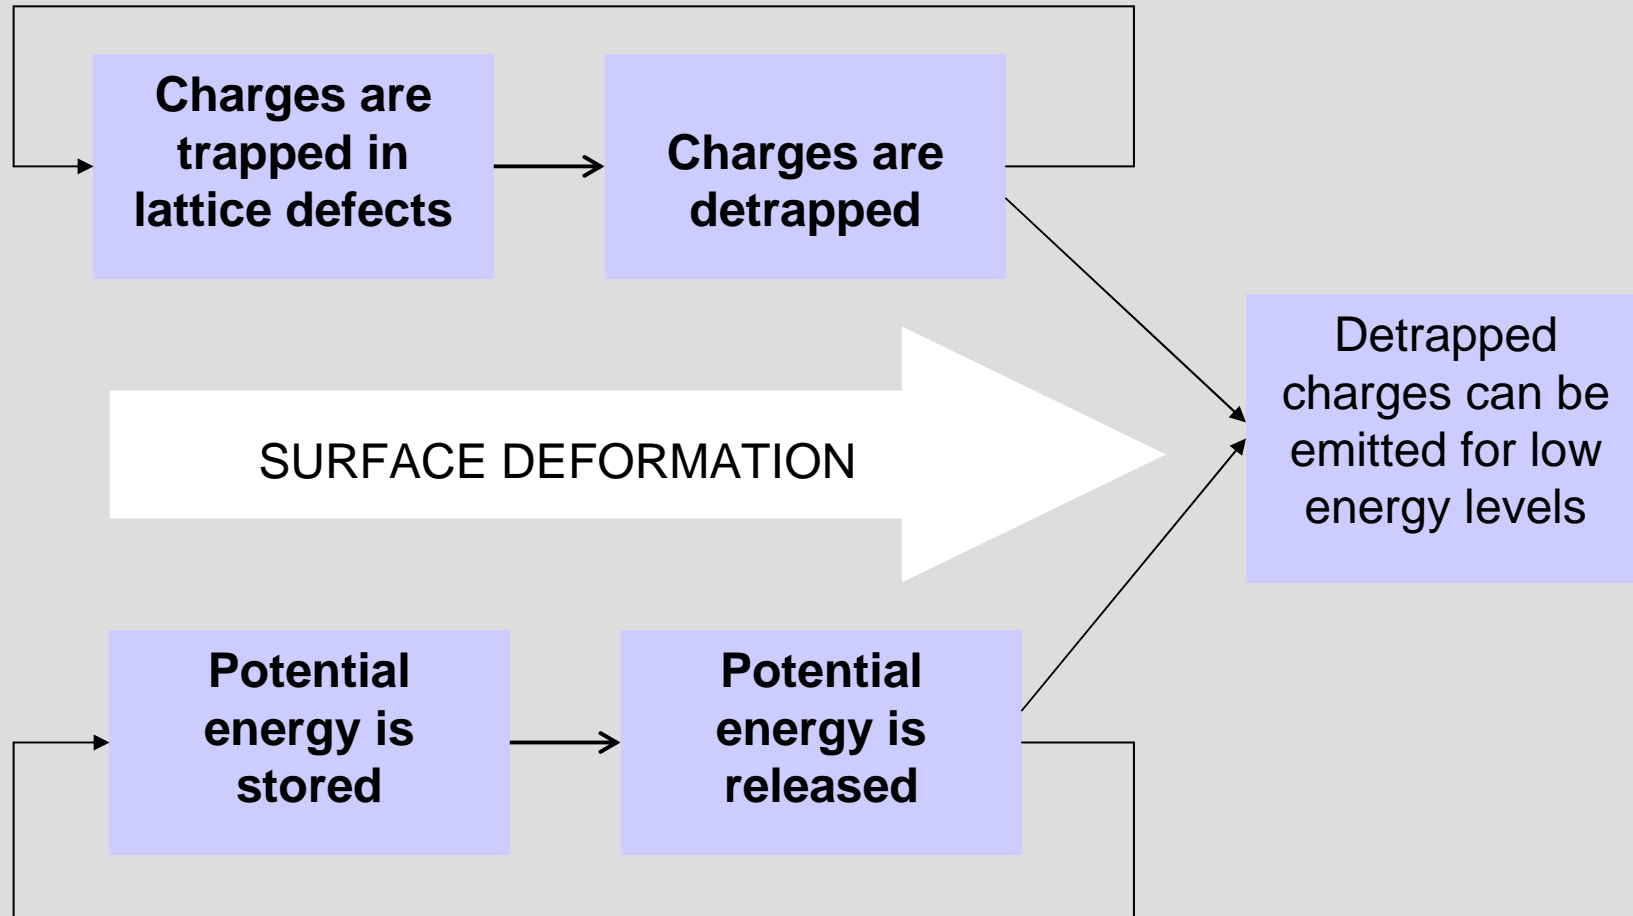 Charges are
trapped in
lattice defects
Charges are
detrapped
Detrapped
charges can be
emitted for low
energy levels
SURFACE DEFORMATION
Potential
energy is
stored
Potential
energy is
released